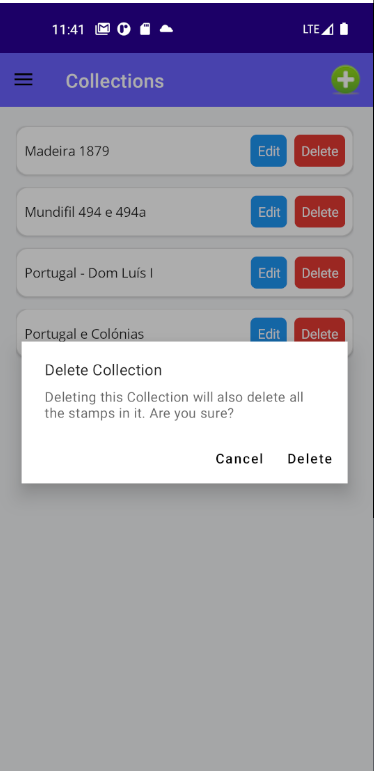 11:41 LTE
Collections
Madeira 1879 Edit Delete
Mundifil 494 e 494a Edit Delete
Portugal - Dom Luís I Edit Delete
Portugal e Colónias Edit Delete
Delete Collection
Deleting this Collection will also delete all
the stamps in it. Are you sure?
Cancel Delete